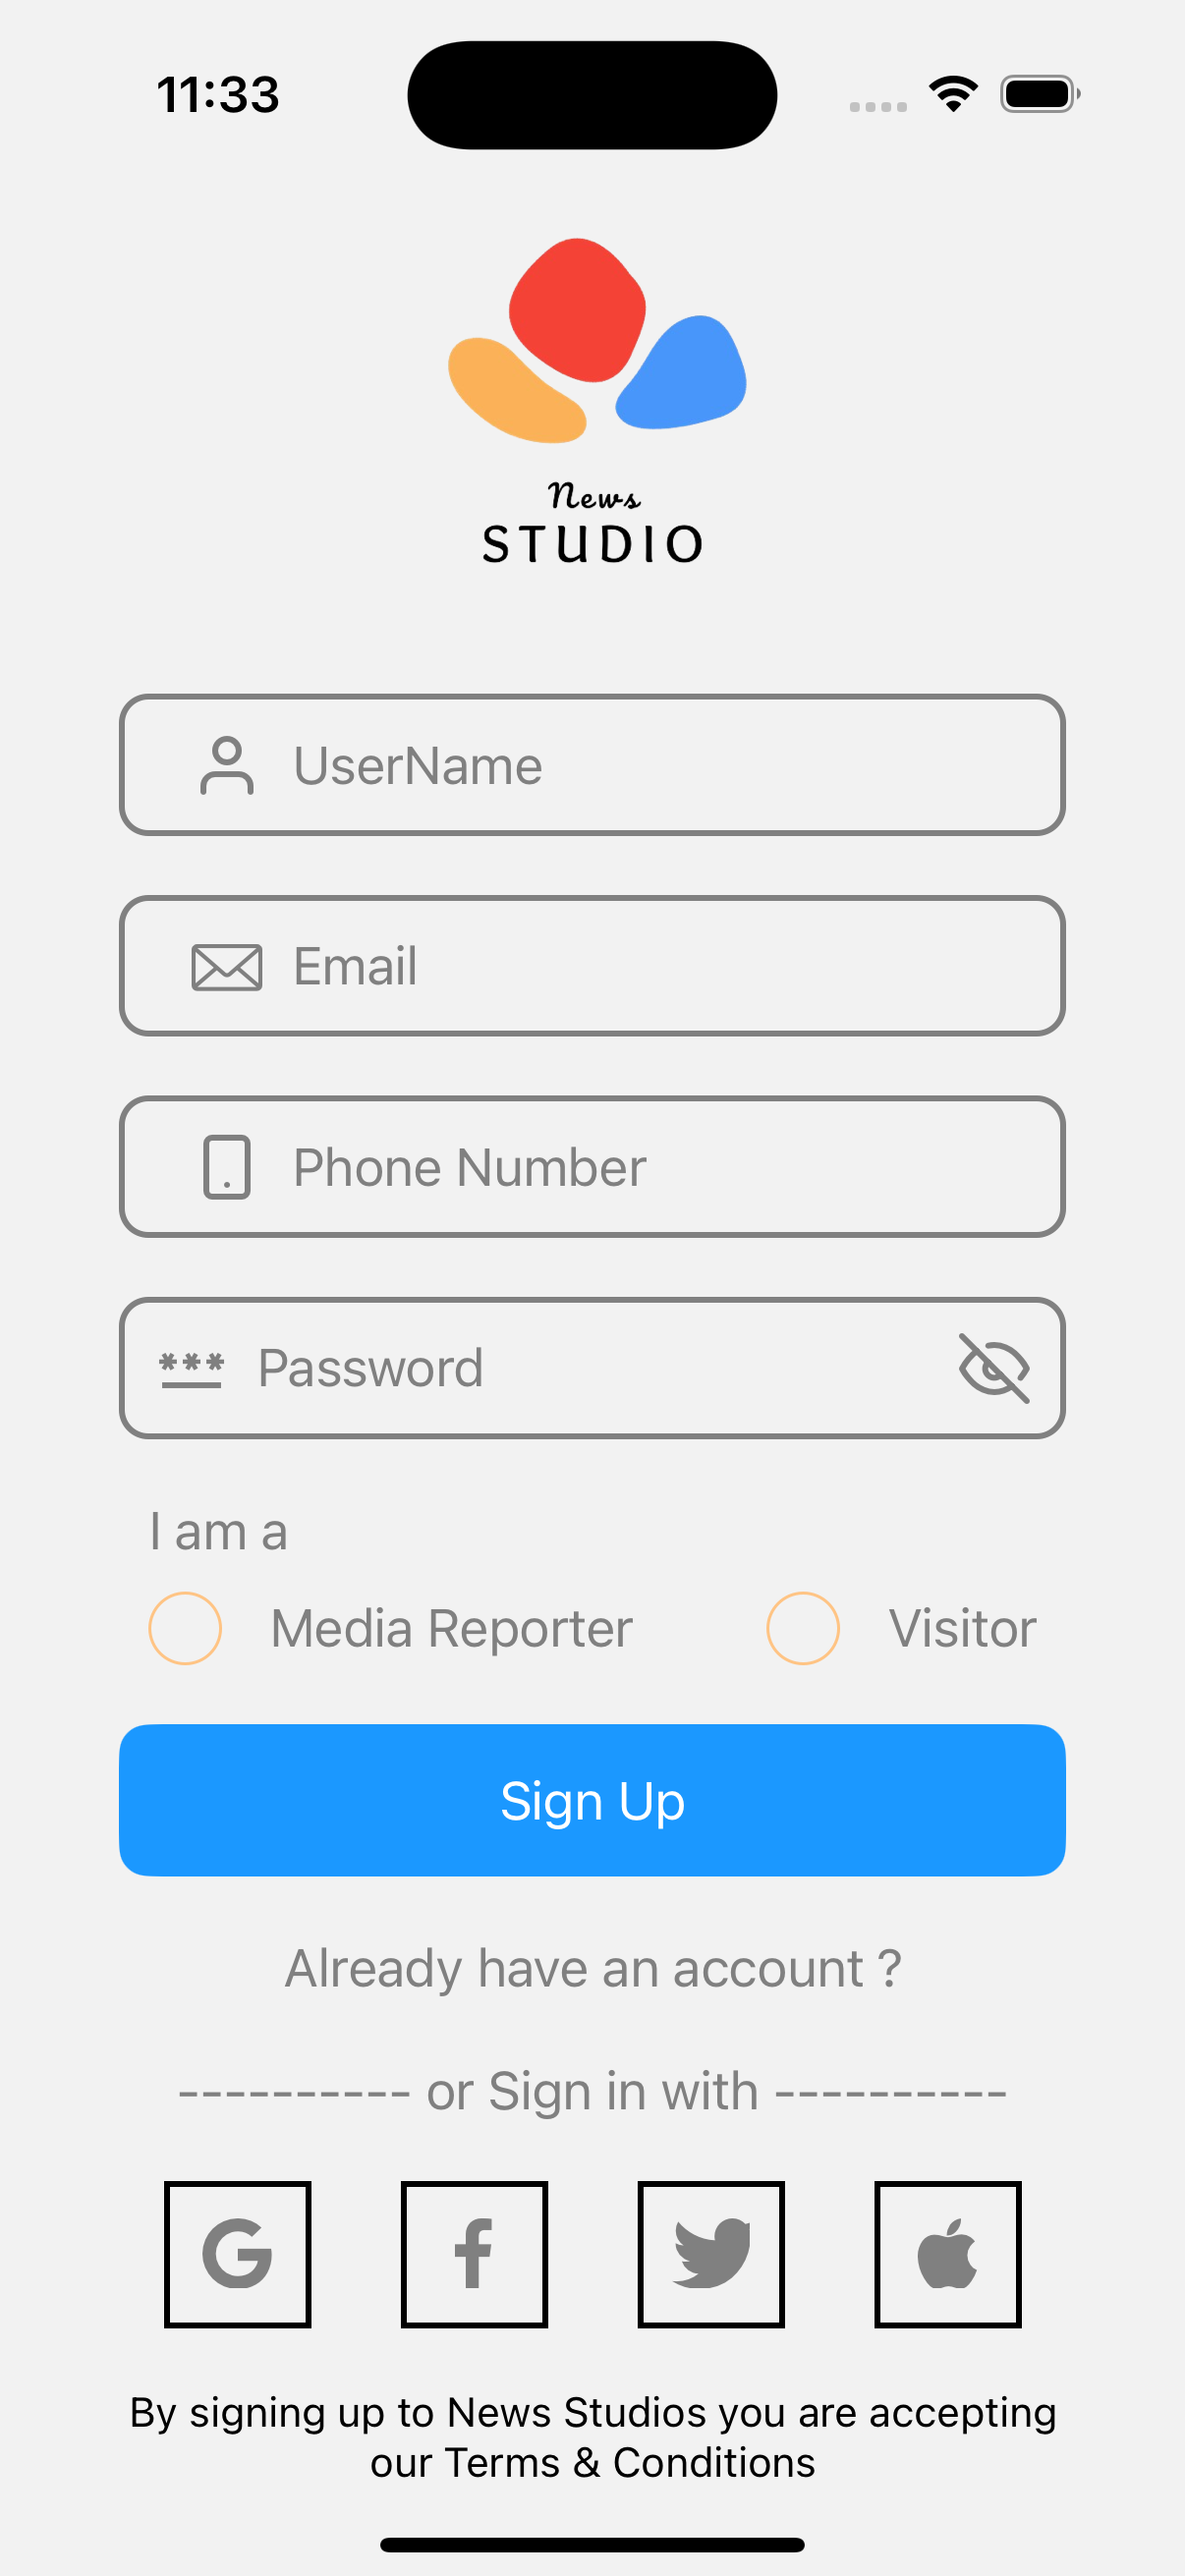 11:33
News
STUDIO
UserName
Email
Phone Number
Password
I am a
Media Reporter
Visitor
Sign Up
Already have an account ?
---------- or Sign in with ----------
By signing up to News Studios you are accepting
our Terms & Conditions